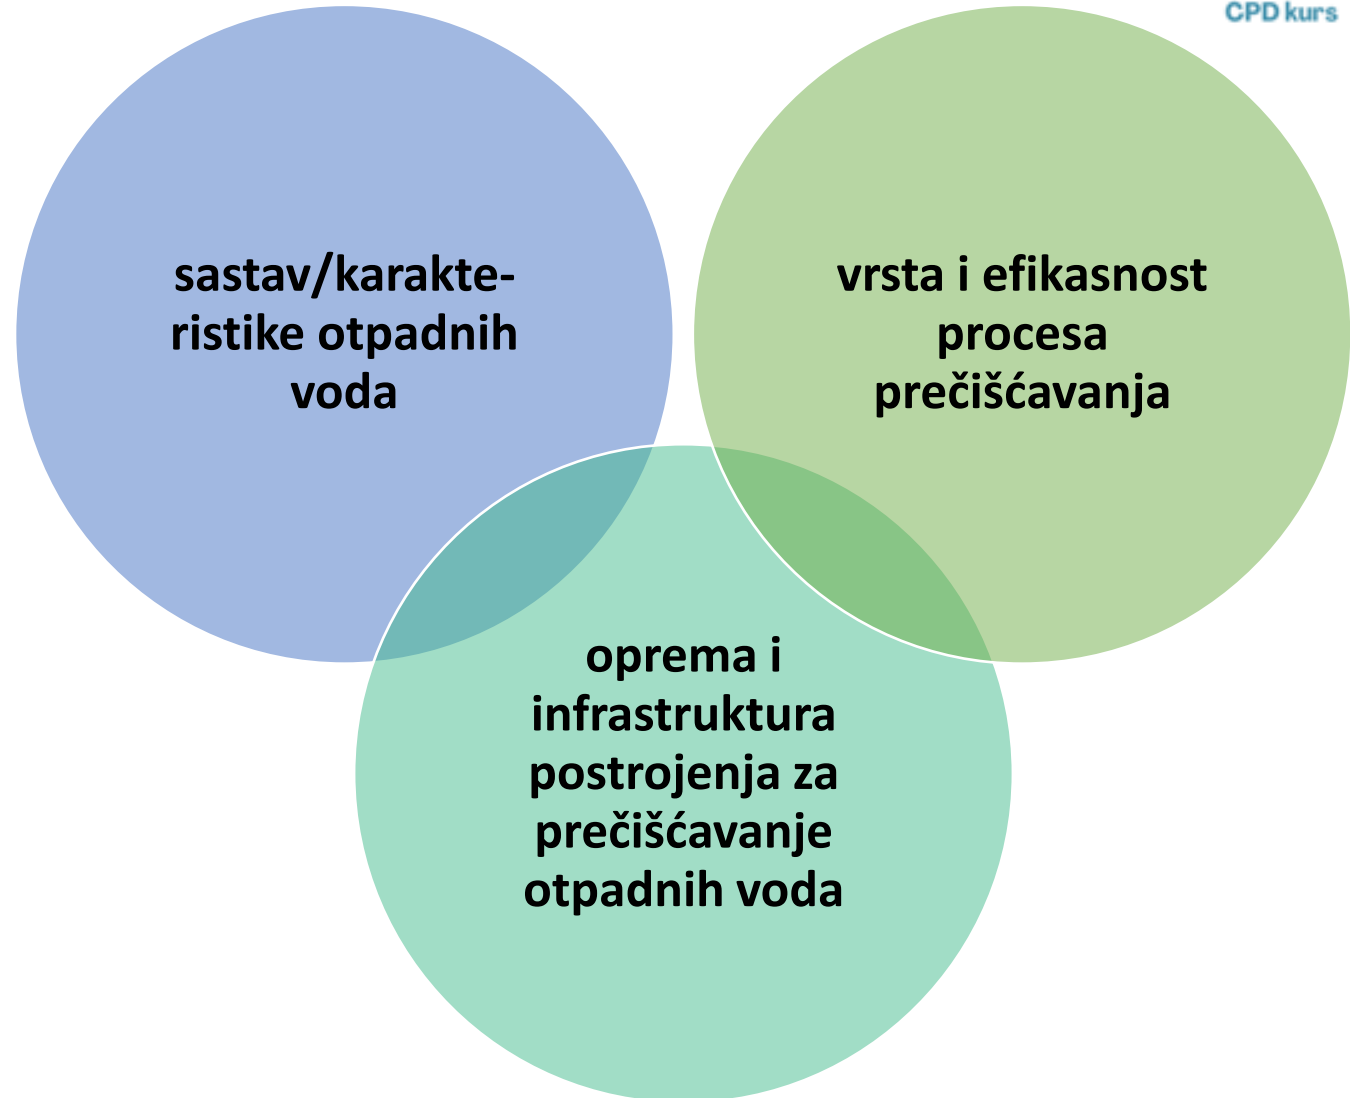 CPD kurs
sastav/karakte-
ristike otpadnih
voda
vrsta i efikasnost
procesa
prečišćavanja
oprema i
infrastruktura
postrojenja za
prečišćavanje
otpadnih voda